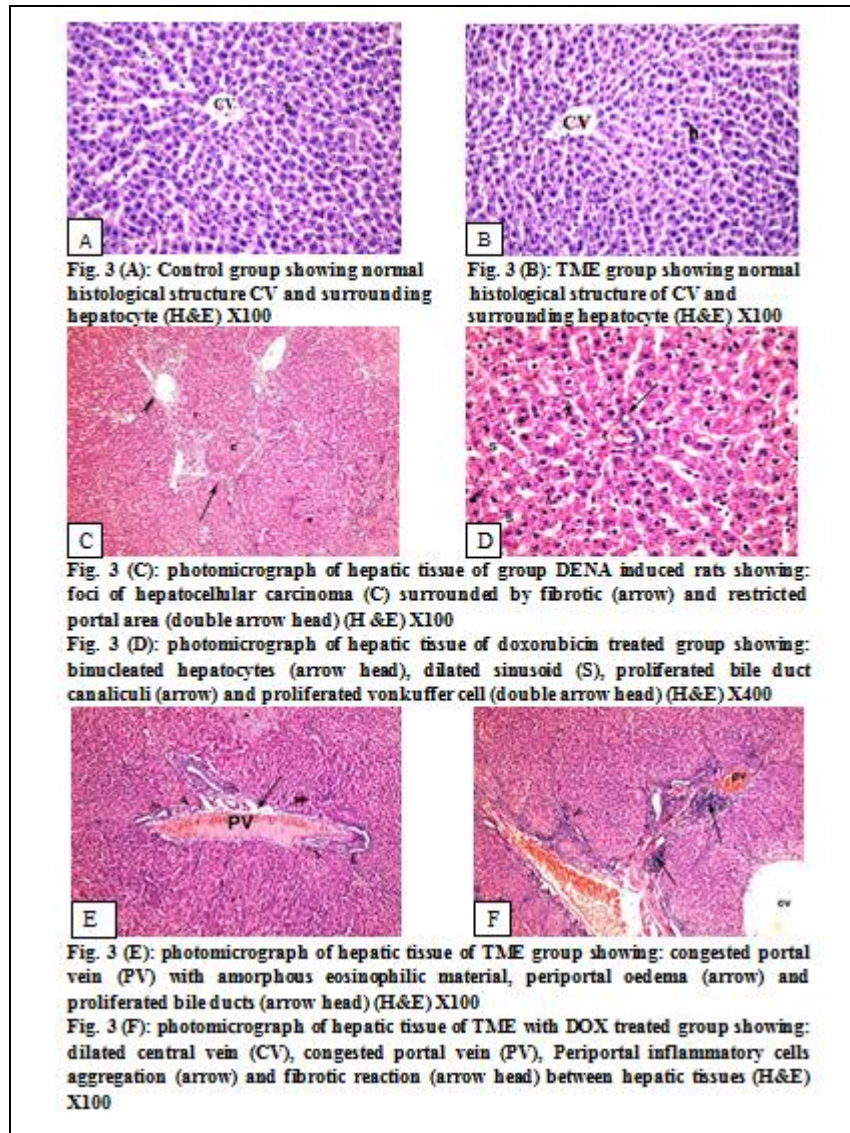 CV
h
CV
h
A
B
Fig. 3 (A): Control group showing normal
histological structure CV and surrounding
hepatocyte (H&E) X100
Fig. 3 (B): TME group showing normal
histological structure of CV and
surrounding hepatocyte (H&E) X100
c
S
S
C
D
Fig. 3 (C): photomicrograph of hepatic tissue of group DENA induced rats showing:
foci of hepatocellular carcinoma (C) surrounded by fibrotic (arrow) and restricted
portal area (double arrow head) (H &E) X100
Fig. 3 (D): photomicrograph of hepatic tissue of doxorubicin treated group showing:
binucleated hepatocytes (arrow head), dilated sinusoid (S), proliferated bile duct
canaliculi (arrow) and proliferated vonkuffer cell (double arrow head) (H&E) X400
PV
PV
cv
E
F
Fig. 3 (E): photomicrograph of hepatic tissue of TME group showing: congested portal
vein (PV) with amorphous eosinophilic material, periportal oedema (arrow) and
proliferated bile ducts (arrow head) (H&E) X100
Fig. 3 (F): photomicrograph of hepatic tissue of TME with DOX treated group showing:
dilated central vein (CV), congested portal vein (PV), Periportal inflammatory cells
aggregation (arrow) and fibrotic reaction (arrow head) between hepatic tissues (H&E)
X100